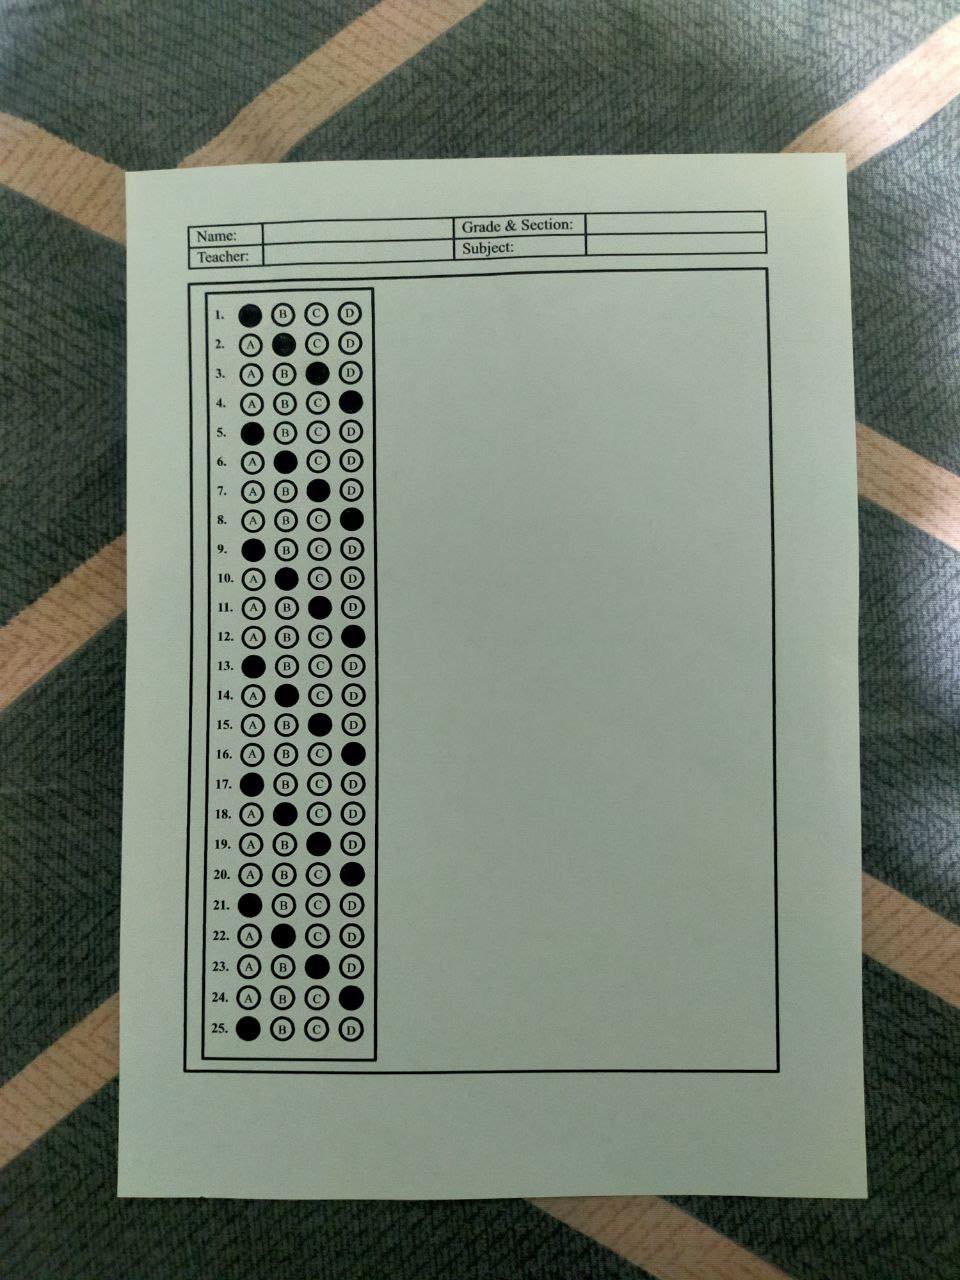 Name: Grade & Section:
Teacher: Subject:
1. B C D
2. A C D
3. A B D
4. A B C
5. B C D
6. A C D
7. A B D
8. A B C
9. B C D
10. A C D
11. A B D
12. A B C
13. B C D
14. A C D
15. A B D
16. A B C
17. B C D
18. A C D
19. A B D
20. A B C
21. B C D
22. A C D
23. A B D
24. A B C
25. B C D